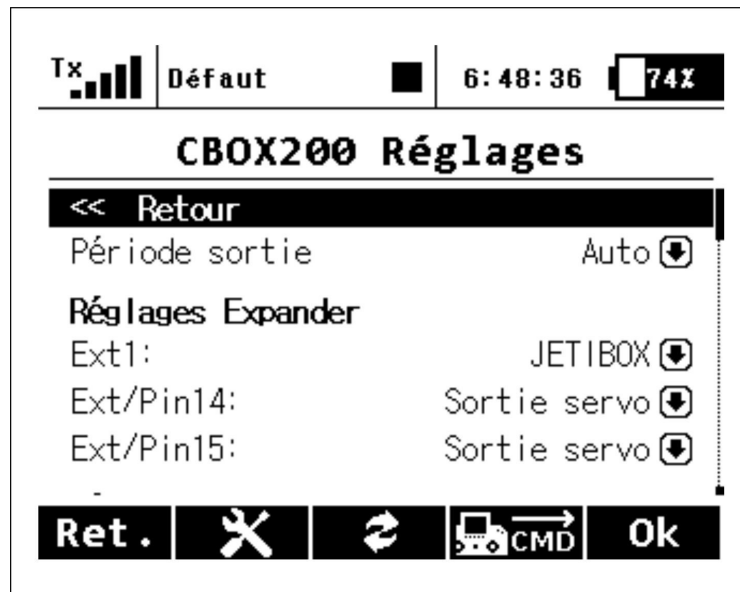 Tx Défaut 6:48:36 74%
CBOX200 Réglages
<< Retour
Période sortie Auto
Réglages Expander
Ext1: JETIBOX
Ext/Pin14: Sortie servo
Ext/Pin15: Sortie servo
Ret. CMD Ok